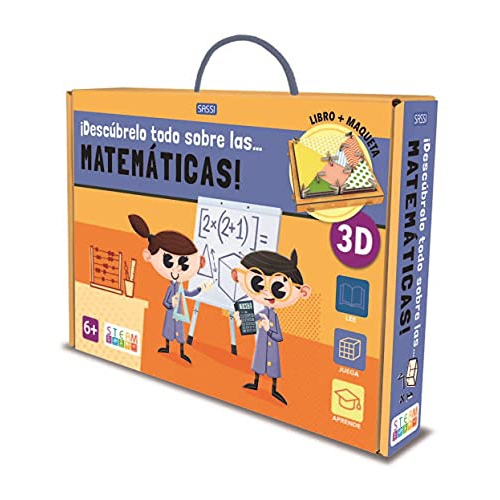 SASSI
¡Descúbrelo todo sobre las...
MATEMÁTICAS!
LIBRO + MAQUETA
3D
[2×(2+1)]=
LEE
JUEGA
APRENDE
6+
STEAM
SASSI
¡Descúbrelo todo sobre las...
MATEMÁTICAS!
STEAM